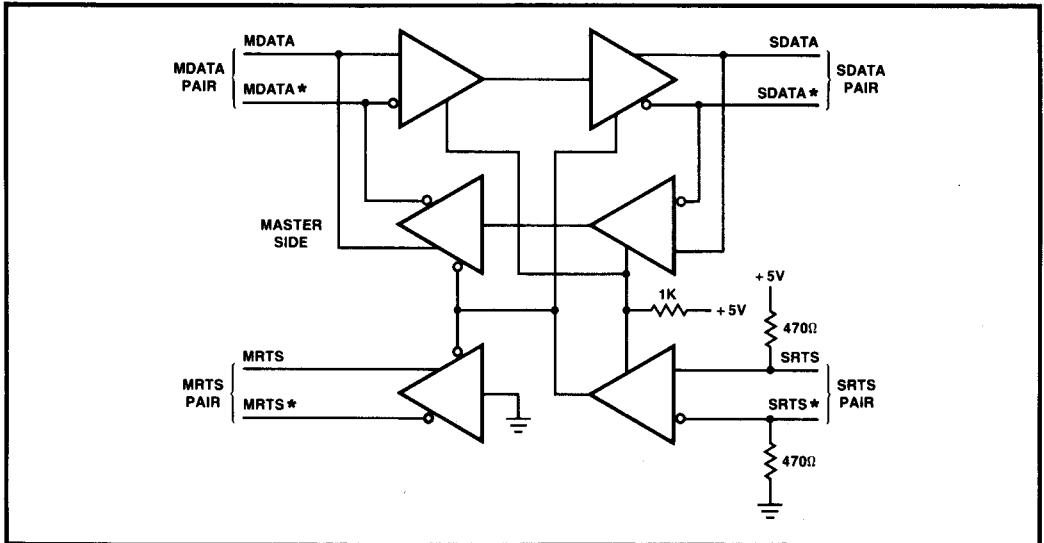 MDATA
MDATA PAIR
MDATA*
SDATA
SDATA PAIR
SDATA*
MASTER SIDE
1K
+5V
+5V
470Ω
MRTS
MRTS PAIR
MRTS*
SRTS
SRTS PAIR
SRTS*
470Ω